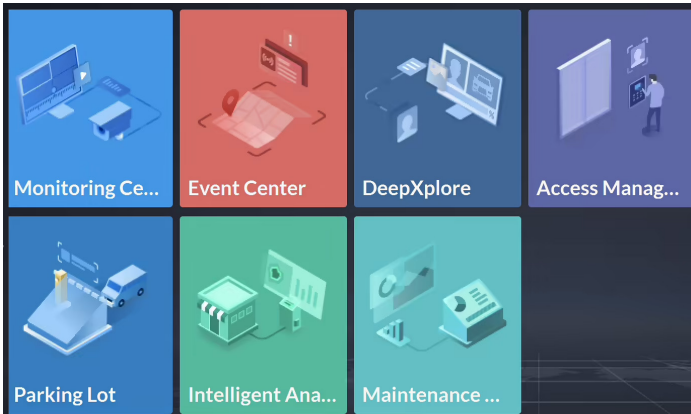 Monitoring Ce...
Event Center
DeepXplore
Access Manag...
Parking Lot
Intelligent Ana...
Maintenance ...